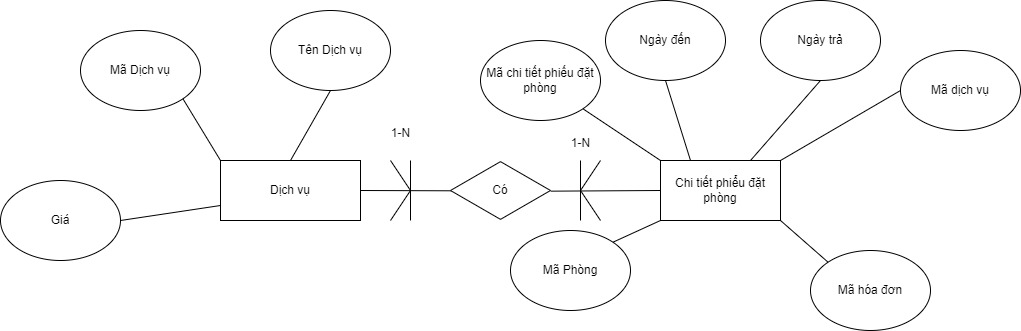 Mã Dịch vụ
Tên Dịch vụ
Giá
Dịch vụ
1-N
Có
1-N
Mã chi tiết phiếu đặt
phòng
Ngày đến
Ngày trả
Mã dịch vụ
Chi tiết phiếu đặt
phòng
Mã Phòng
Mã hóa đơn